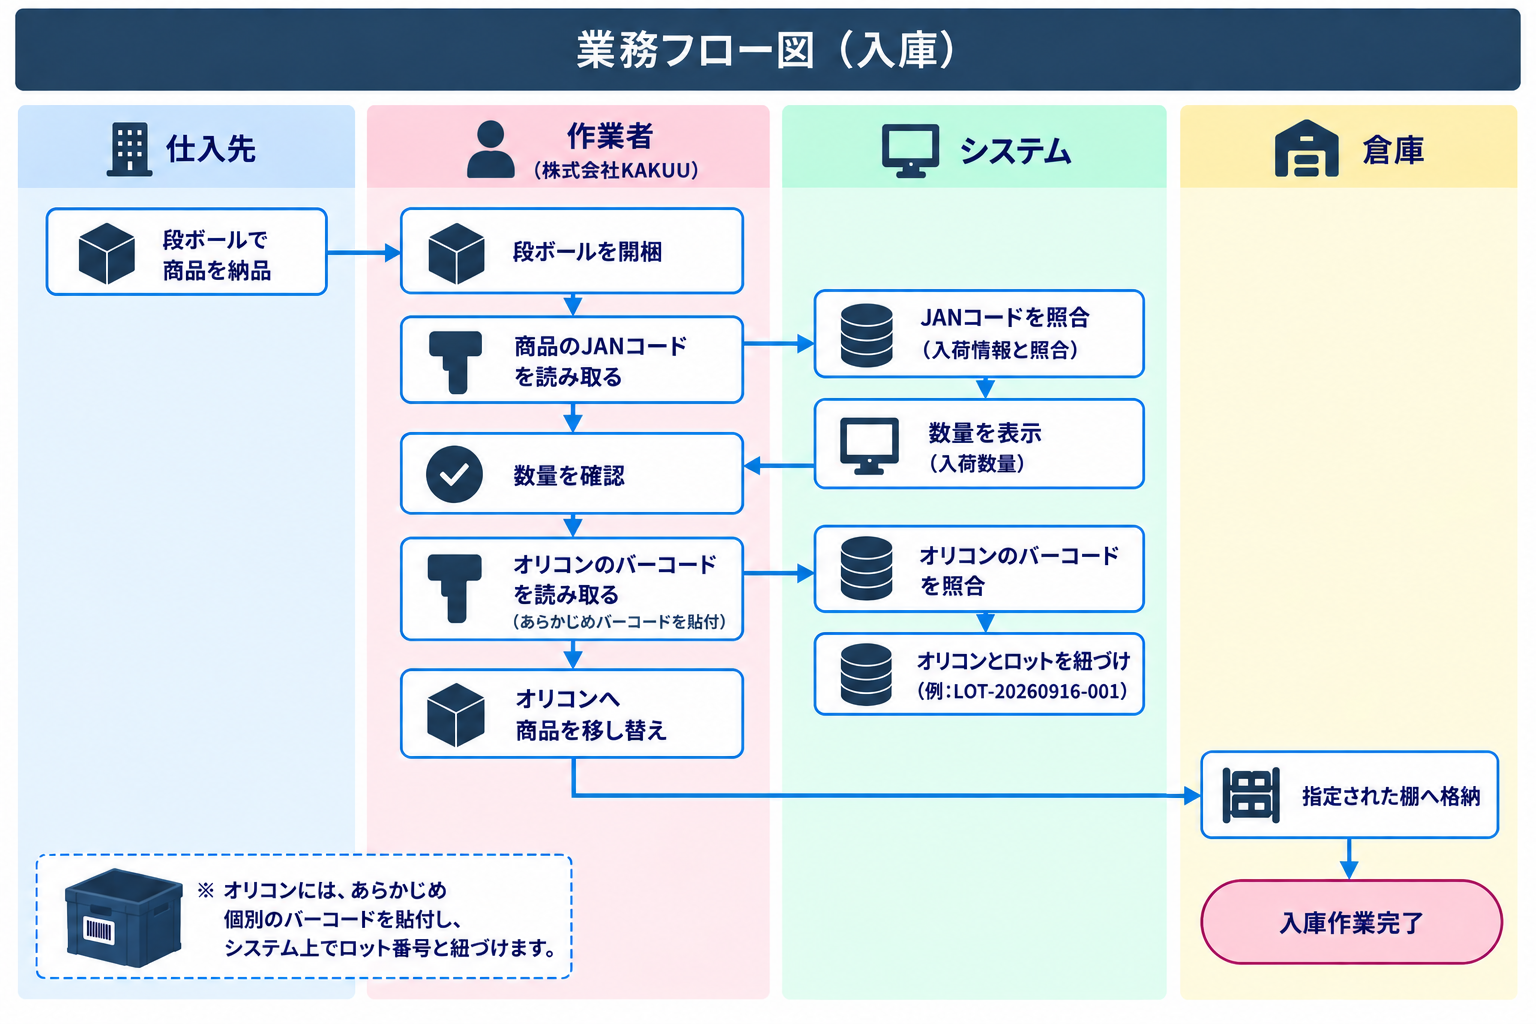 業務フロー図（入庫）
仕入先
作業者
（株式会社KAKUU）
システム
倉庫
段ボールで
商品を納品
段ボールを開梱
商品のJANコード
を読み取る
JANコードを照合
（入荷情報と照合）
数量を表示
（入荷数量）
数量を確認
オリコンのバーコード
を読み取る
（あらかじめバーコードを貼付）
オリコンのバーコード
を照合
オリコンとロットを紐づけ
（例：LOT-20260916-001）
オリコンへ
商品を移し替え
指定された棚へ格納
入庫作業完了
※ オリコンには、あらかじめ
個別のバーコードを貼付し、
システム上でロット番号と紐づけます。